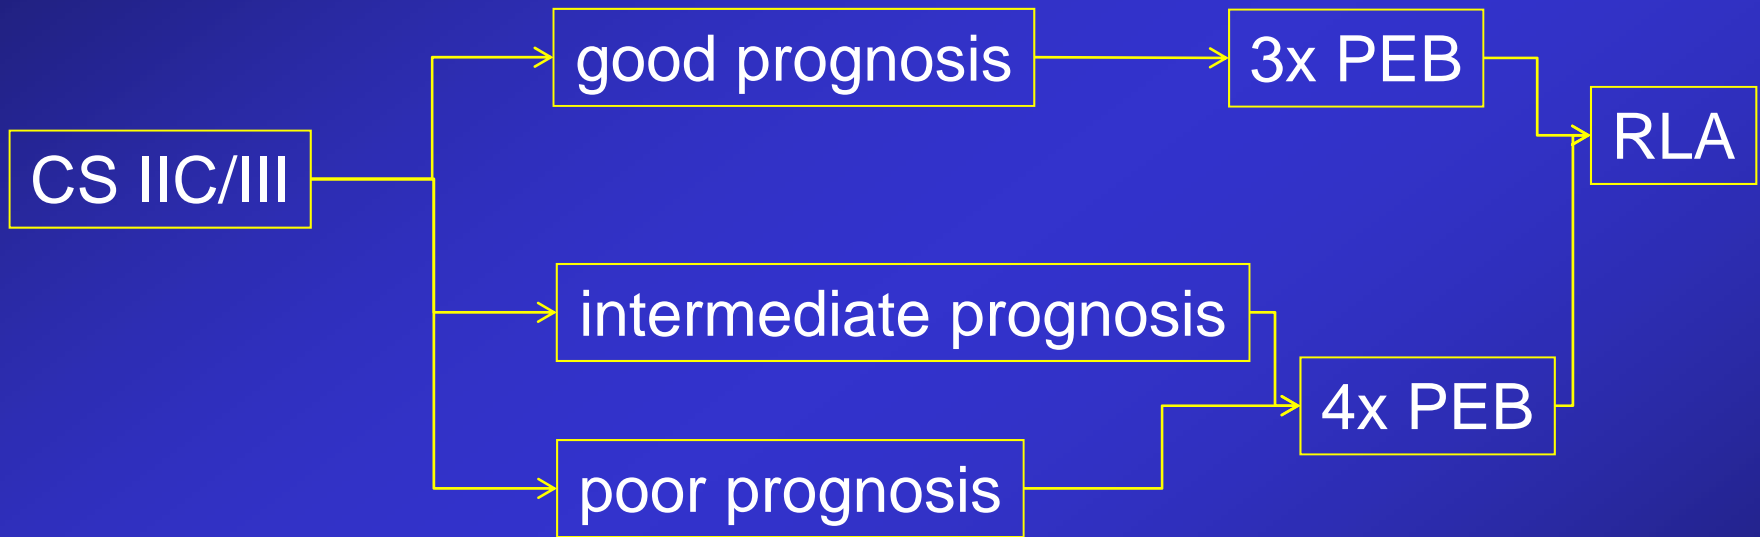 good prognosis
3x PEB
RLA
CS IIC/III
intermediate prognosis
4x PEB
poor prognosis